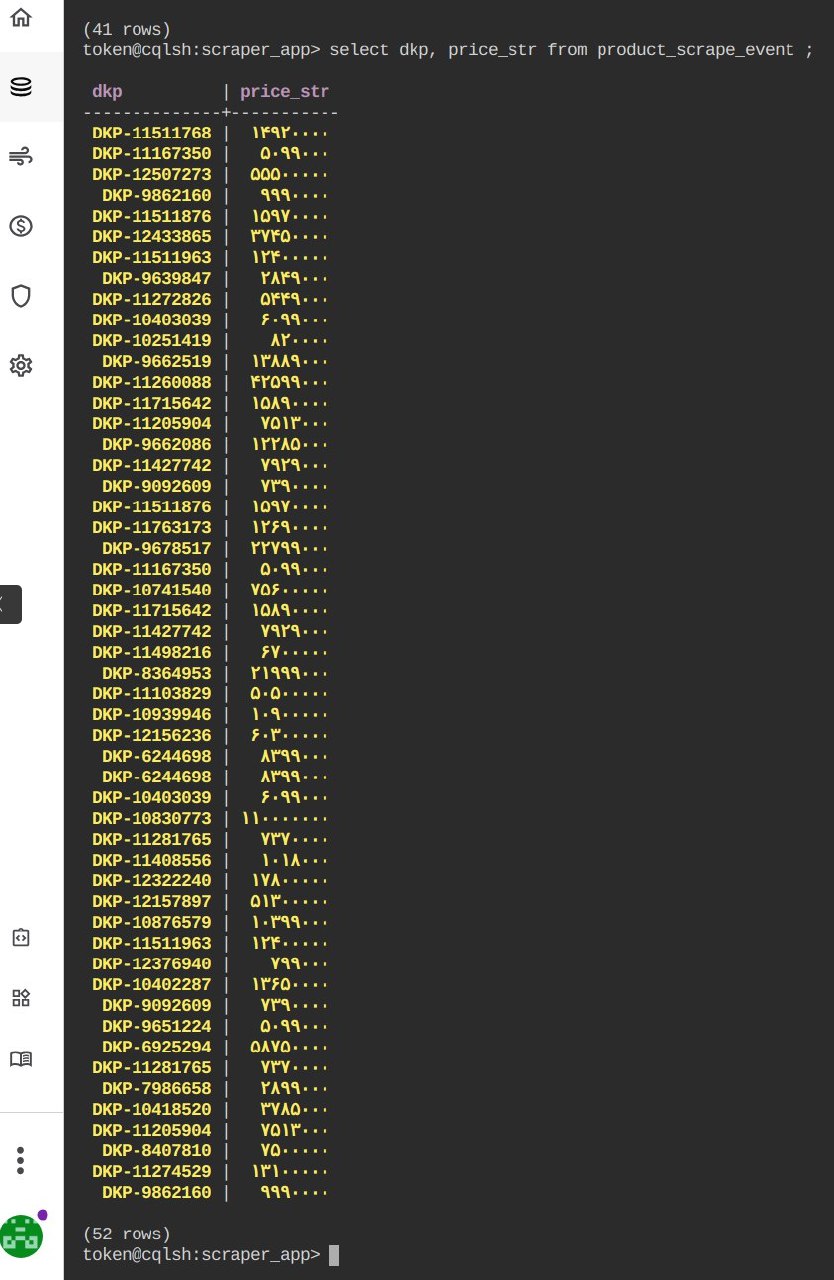 (41 rows)
token@cqlsh:scraper_app> select dkp, price_str from product_scrape_event ;
dkp | price_str
--------------+-----------
DKP-11511768 | ۱۴۹۲۰۰۰۰
DKP-11167350 | ۵۰۹۹۰۰۰
DKP-12507273 | ۵۵۵۰۰۰۰۰
DKP-9862160 | ۹۹۹۰۰۰۰
DKP-11511876 | ۱۵۹۷۰۰۰۰
DKP-12433865 | ۳۷۴۵۰۰۰۰
DKP-11511963 | ۱۲۴۰۰۰۰۰
DKP-9639847 | ۲۸۴۹۰۰۰
DKP-11272826 | ۵۴۴۹۰۰۰
DKP-10403039 | ۶۰۹۹۰۰۰
DKP-10251419 | ۸۲۰۰۰۰
DKP-9662519 | ۱۳۸۸۹۰۰۰
DKP-11260088 | ۴۲۵۹۹۰۰۰
DKP-11715642 | ۱۵۸۹۰۰۰۰
DKP-11205904 | ۷۵۱۳۰۰۰
DKP-9662086 | ۱۲۲۸۵۰۰۰
DKP-11427742 | ۷۹۲۹۰۰۰
DKP-9092609 | ۷۳۹۰۰۰۰
DKP-11511876 | ۱۵۹۷۰۰۰۰
DKP-11763173 | ۱۲۶۹۰۰۰۰
DKP-9678517 | ۲۲۷۹۹۰۰۰
DKP-11167350 | ۵۰۹۹۰۰۰
DKP-10741540 | ۷۵۶۰۰۰۰۰
DKP-11715642 | ۱۵۸۹۰۰۰۰
DKP-11427742 | ۷۹۲۹۰۰۰
DKP-11498216 | ۶۷۰۰۰۰۰
DKP-8364953 | ۲۱۹۹۹۰۰۰
DKP-11103829 | ۵۰۵۰۰۰۰۰
DKP-10939946 | ۱۰۹۰۰۰۰۰
DKP-12156236 | ۶۰۳۰۰۰۰۰
DKP-6244698 | ۸۳۹۹۰۰۰
DKP-6244698 | ۸۳۹۹۰۰۰
DKP-10403039 | ۶۰۹۹۰۰۰
DKP-10830773 | ۱۱۰۰۰۰۰۰۰
DKP-11281765 | ۷۳۷۰۰۰۰
DKP-11408556 | ۱۰۱۸۰۰۰
DKP-12322240 | ۱۷۸۰۰۰۰۰
DKP-12157897 | ۵۱۳۰۰۰۰۰
DKP-10876579 | ۱۰۳۹۹۰۰۰
DKP-11511963 | ۱۲۴۰۰۰۰۰
DKP-12376940 | ۷۹۹۰۰۰
DKP-10402287 | ۱۳۶۵۰۰۰۰
DKP-9092609 | ۷۳۹۰۰۰۰
DKP-9651224 | ۵۰۹۹۰۰۰
DKP-6925294 | ۵۸۷۵۰۰۰۰
DKP-11281765 | ۷۳۷۰۰۰۰
DKP-7986658 | ۲۸۹۹۰۰۰
DKP-10418520 | ۳۷۸۵۰۰۰
DKP-11205904 | ۷۵۱۳۰۰۰
DKP-8407810 | ۷۵۰۰۰۰۰
DKP-11274529 | ۱۳۱۰۰۰۰۰
DKP-9862160 | ۹۹۹۰۰۰۰
(52 rows)
token@cqlsh:scraper_app>